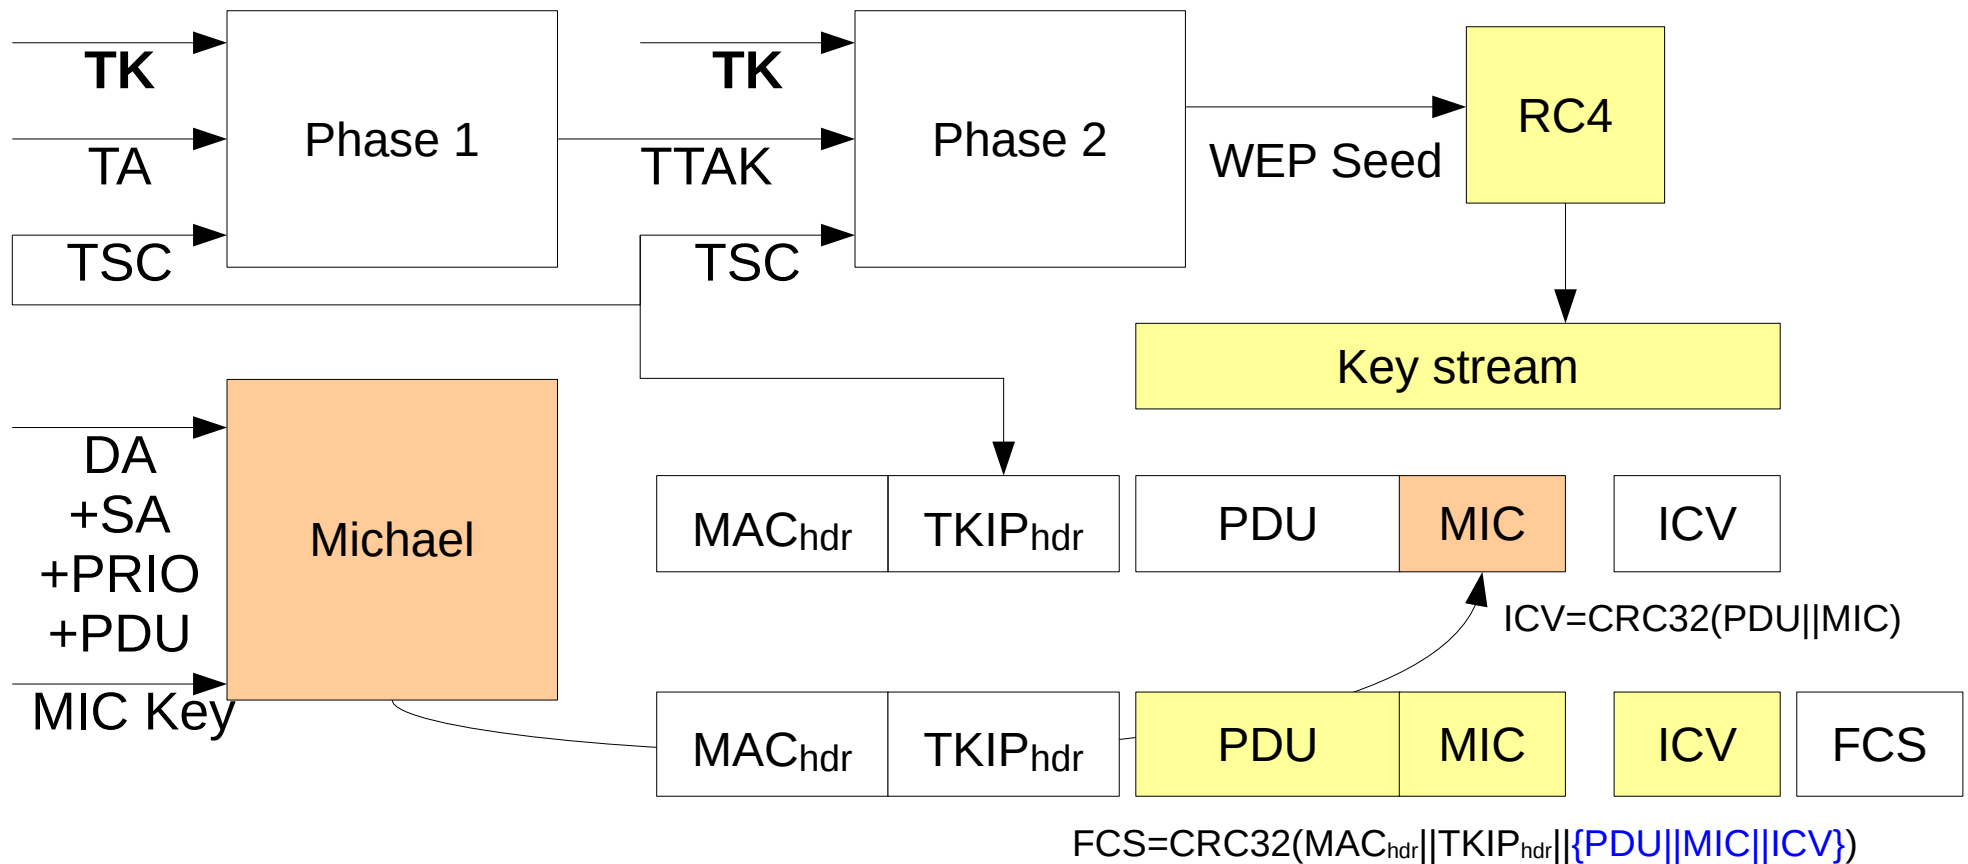 TK
Phase 1
TA
TSC
TK
Phase 2
TTAK
TSC
WEP Seed
RC4
Key stream
DA
+SA
+PRIO
+PDU
MIC Key
Michael
MAChdr TKIPhdr PDU MIC ICV
ICV=CRC32(PDU||MIC)
MAChdr TKIPhdr PDU MIC ICV FCS
FCS=CRC32(MAChdr||TKIPhdr||{PDU||MIC||ICV})